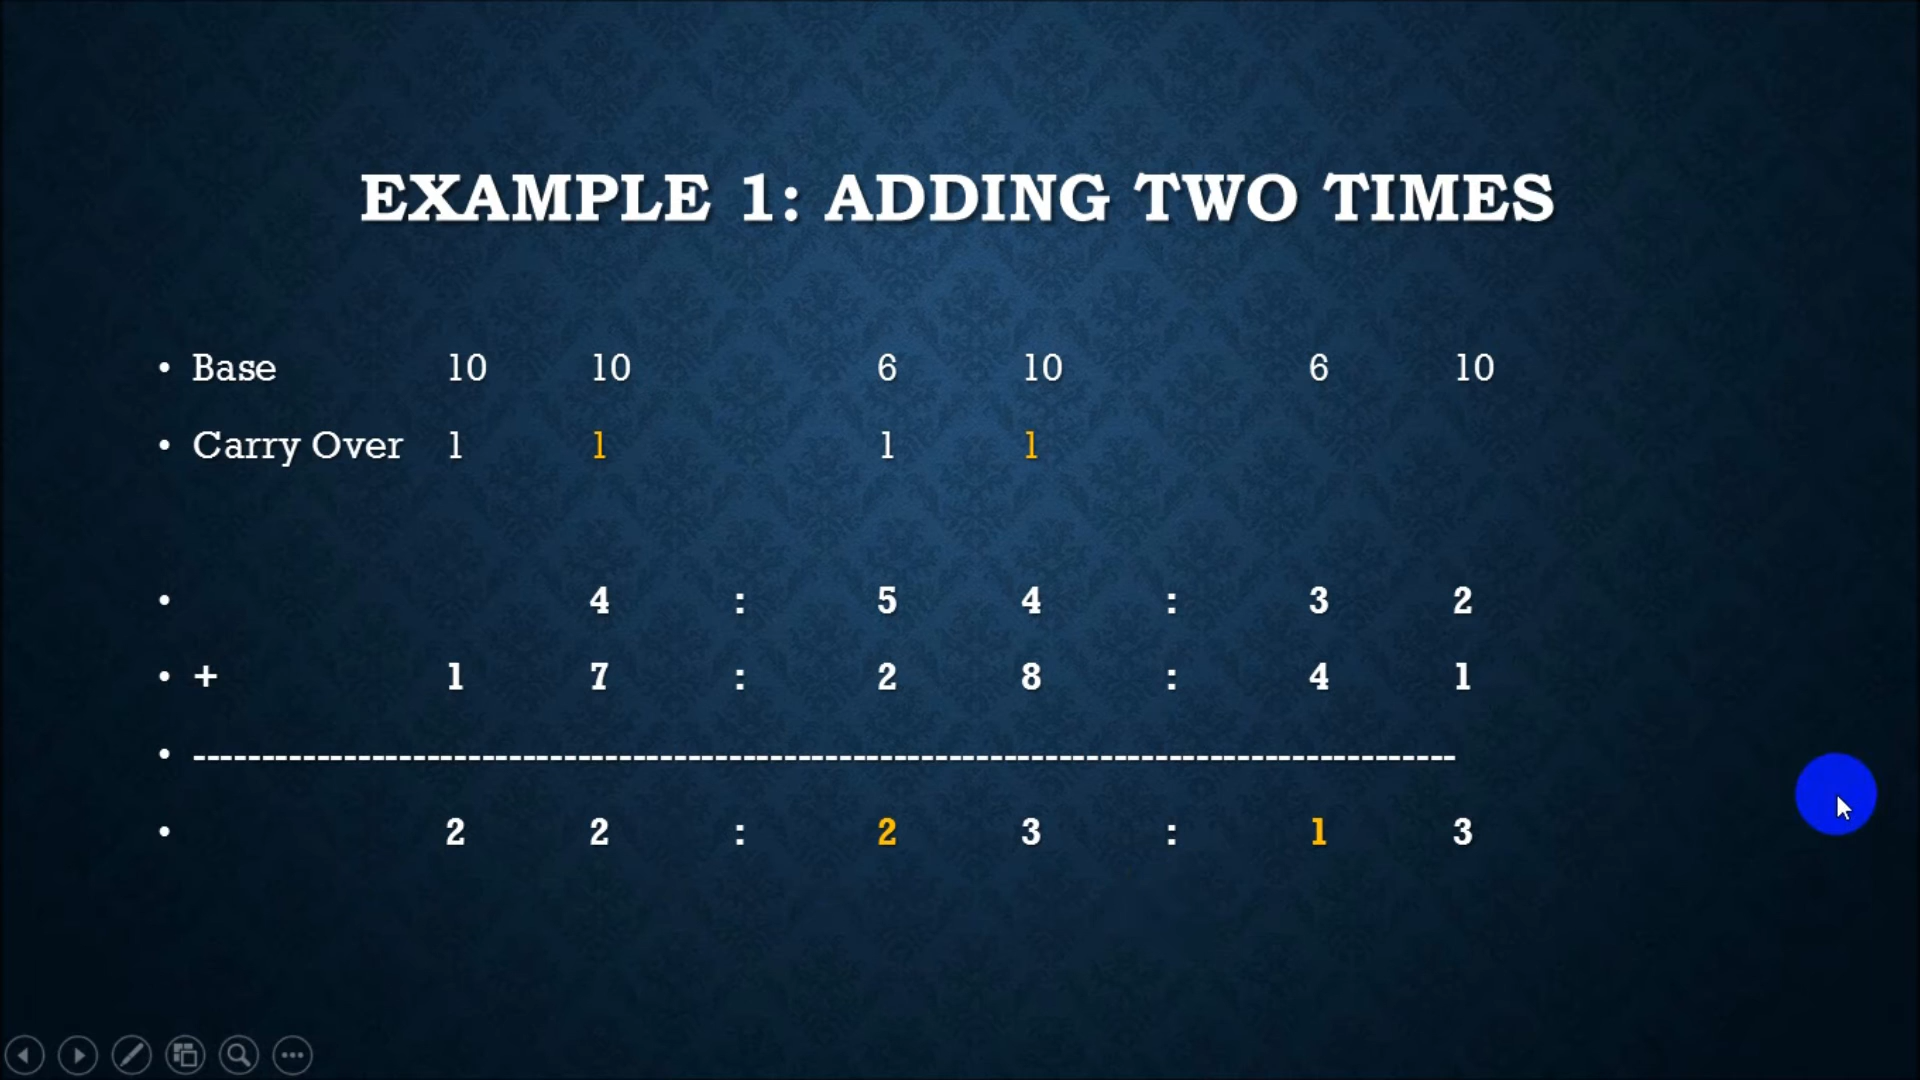 EXAMPLE 1: ADDING TWO TIMES
• Base 10 10 6 10 6 10
• Carry Over 1 1 1 1
• 4 : 5 4 : 3 2
• + 1 7 : 2 8 : 4 1
• --------------------------------------------------------------------------------------------
• 2 2 : 2 3 : 1 3